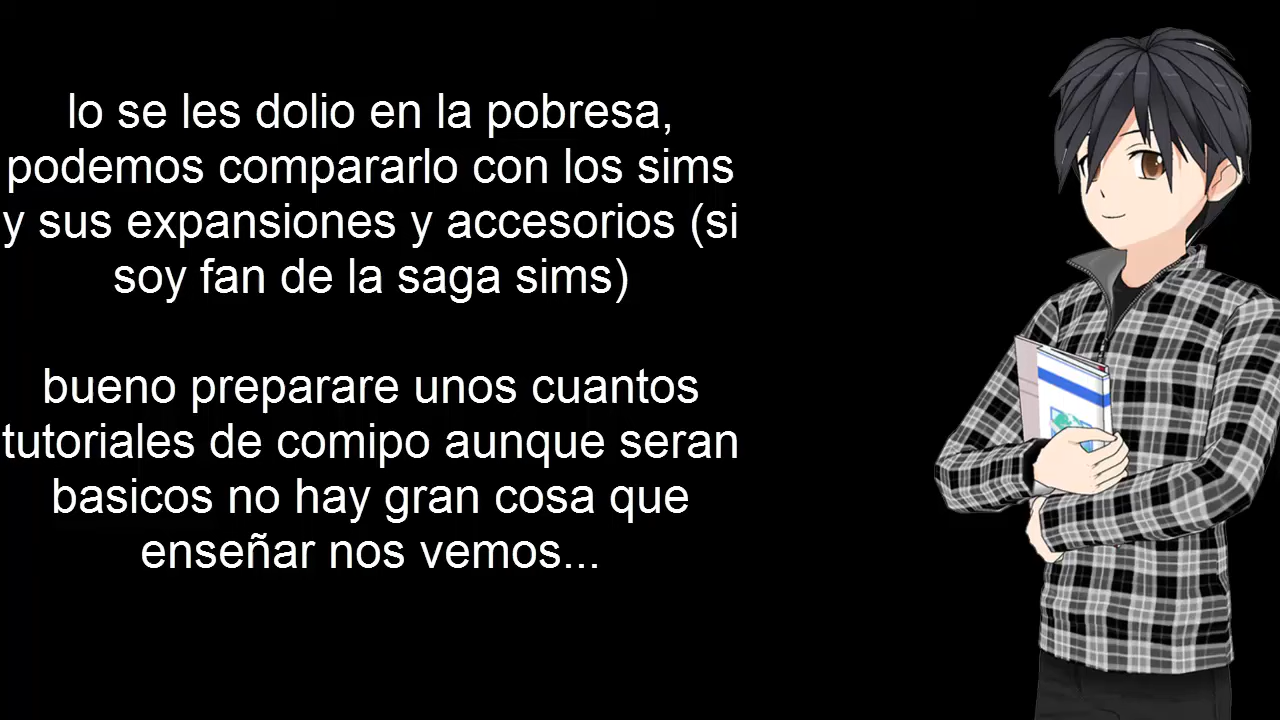 lo se les dolio en la pobresa,
podemos compararlo con los sims
y sus expansiones y accesorios (si
soy fan de la saga sims)
bueno preparare unos cuantos
tutoriales de comipo aunque seran
basicos no hay gran cosa que
enseñar nos vemos...